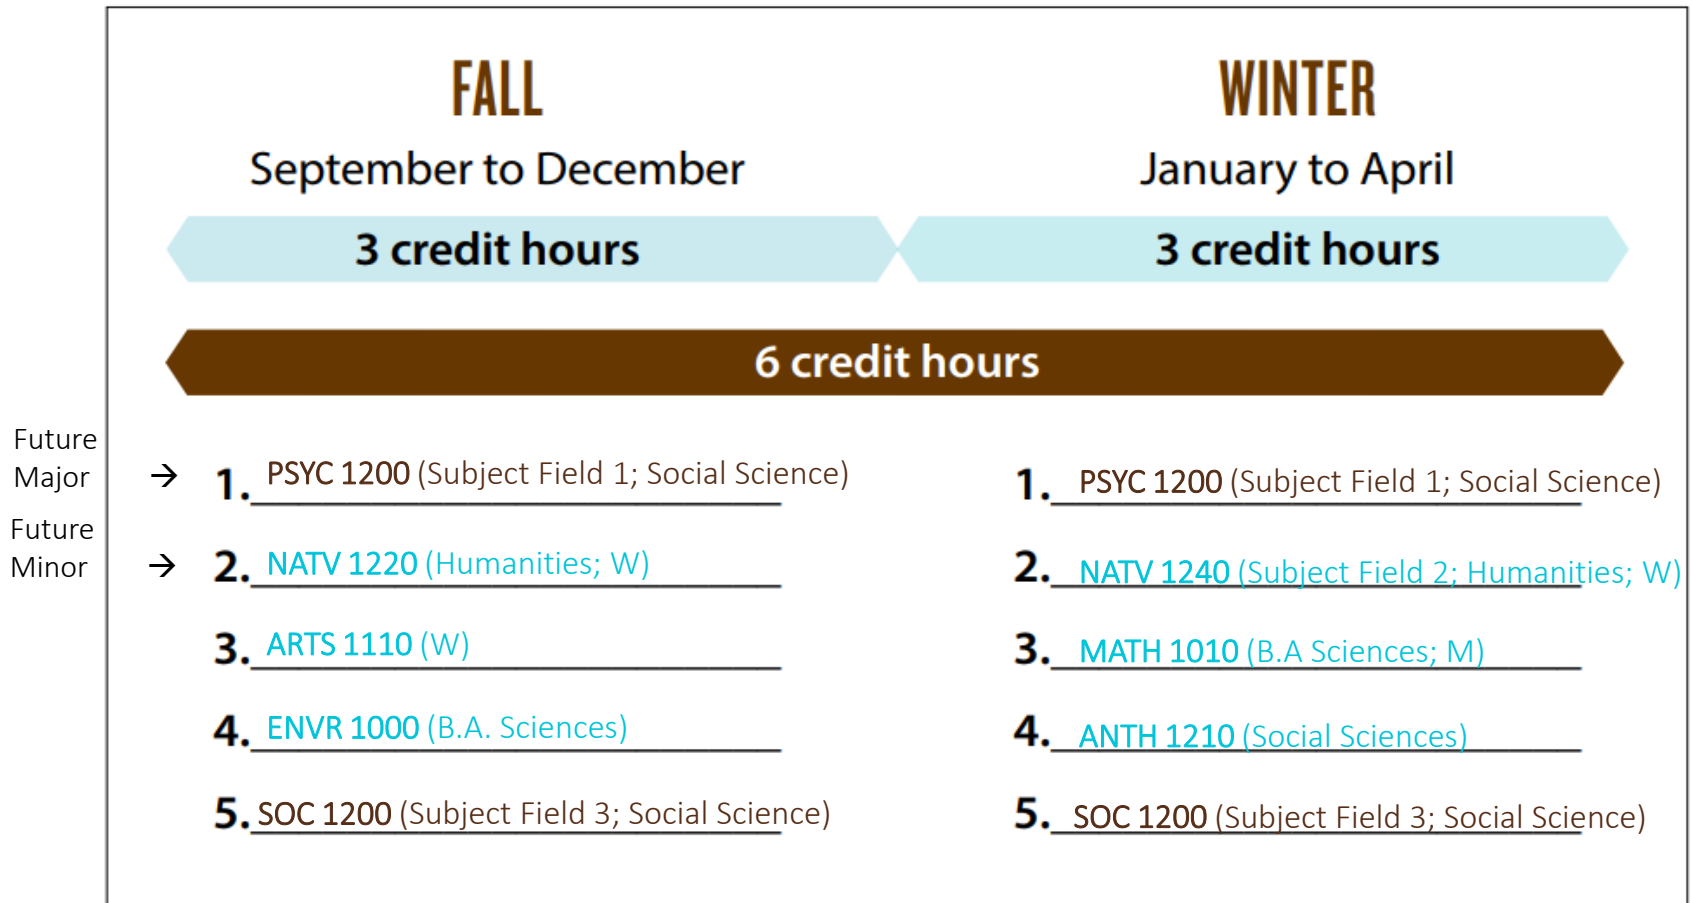 FALL
WINTER
September to December
January to April
3 credit hours
3 credit hours
6 credit hours
Future
Major →
1. PSYC 1200 (Subject Field 1; Social Science)
1. PSYC 1200 (Subject Field 1; Social Science)
Future
Minor →
2. NATV 1220 (Humanities; W)
2. NATV 1240 (Subject Field 2; Humanities; W)
3. ARTS 1110 (W)
3. MATH 1010 (B.A Sciences; M)
4. ENVR 1000 (B.A. Sciences)
4. ANTH 1210 (Social Sciences)
5. SOC 1200 (Subject Field 3; Social Science)
5. SOC 1200 (Subject Field 3; Social Science)